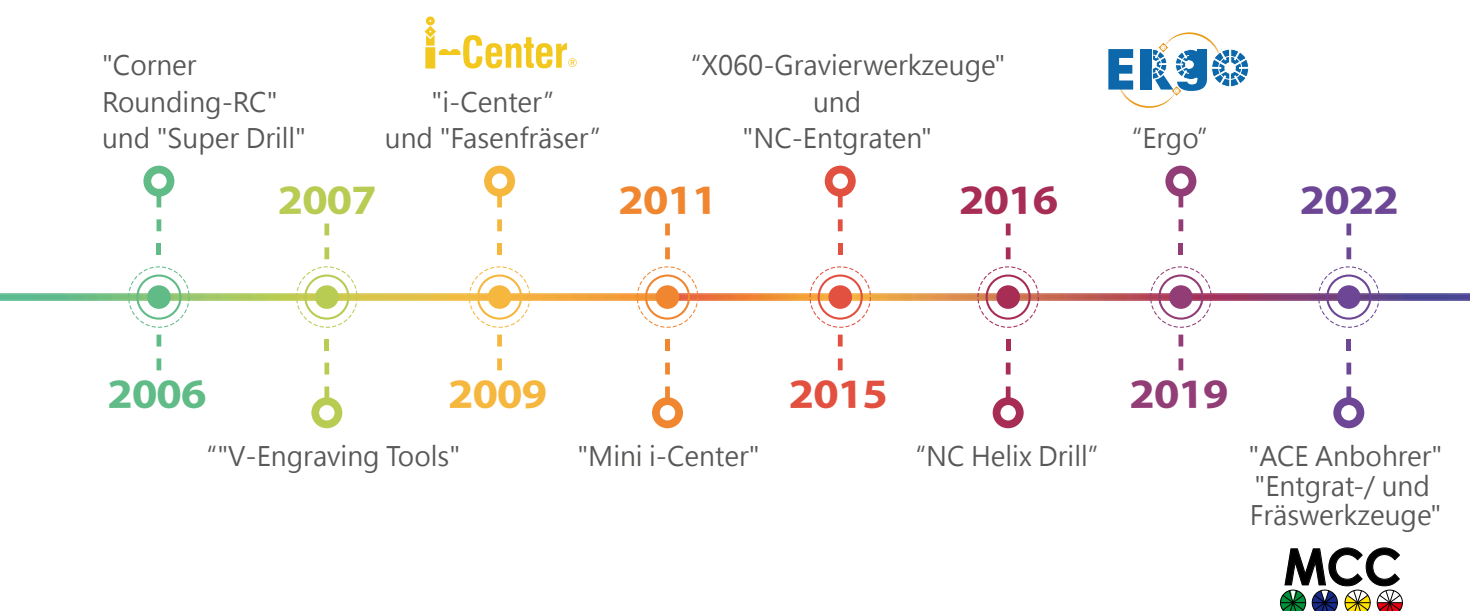 "Corner
Rounding-RC"
und "Super Drill"
2006
2007
""V-Engraving Tools"
i-Center®
"i-Center”
und "Fasenfräser”
2009
2011
"Mini i-Center"
“X060-Gravierwerkzeuge"
und
"NC-Entgraten"
2015
2016
“NC Helix Drill”
ERgo
“Ergo“
2019
2022
"ACE Anbohrer"
"Entgrat-/ und
Fräswerkzeuge"
MCC